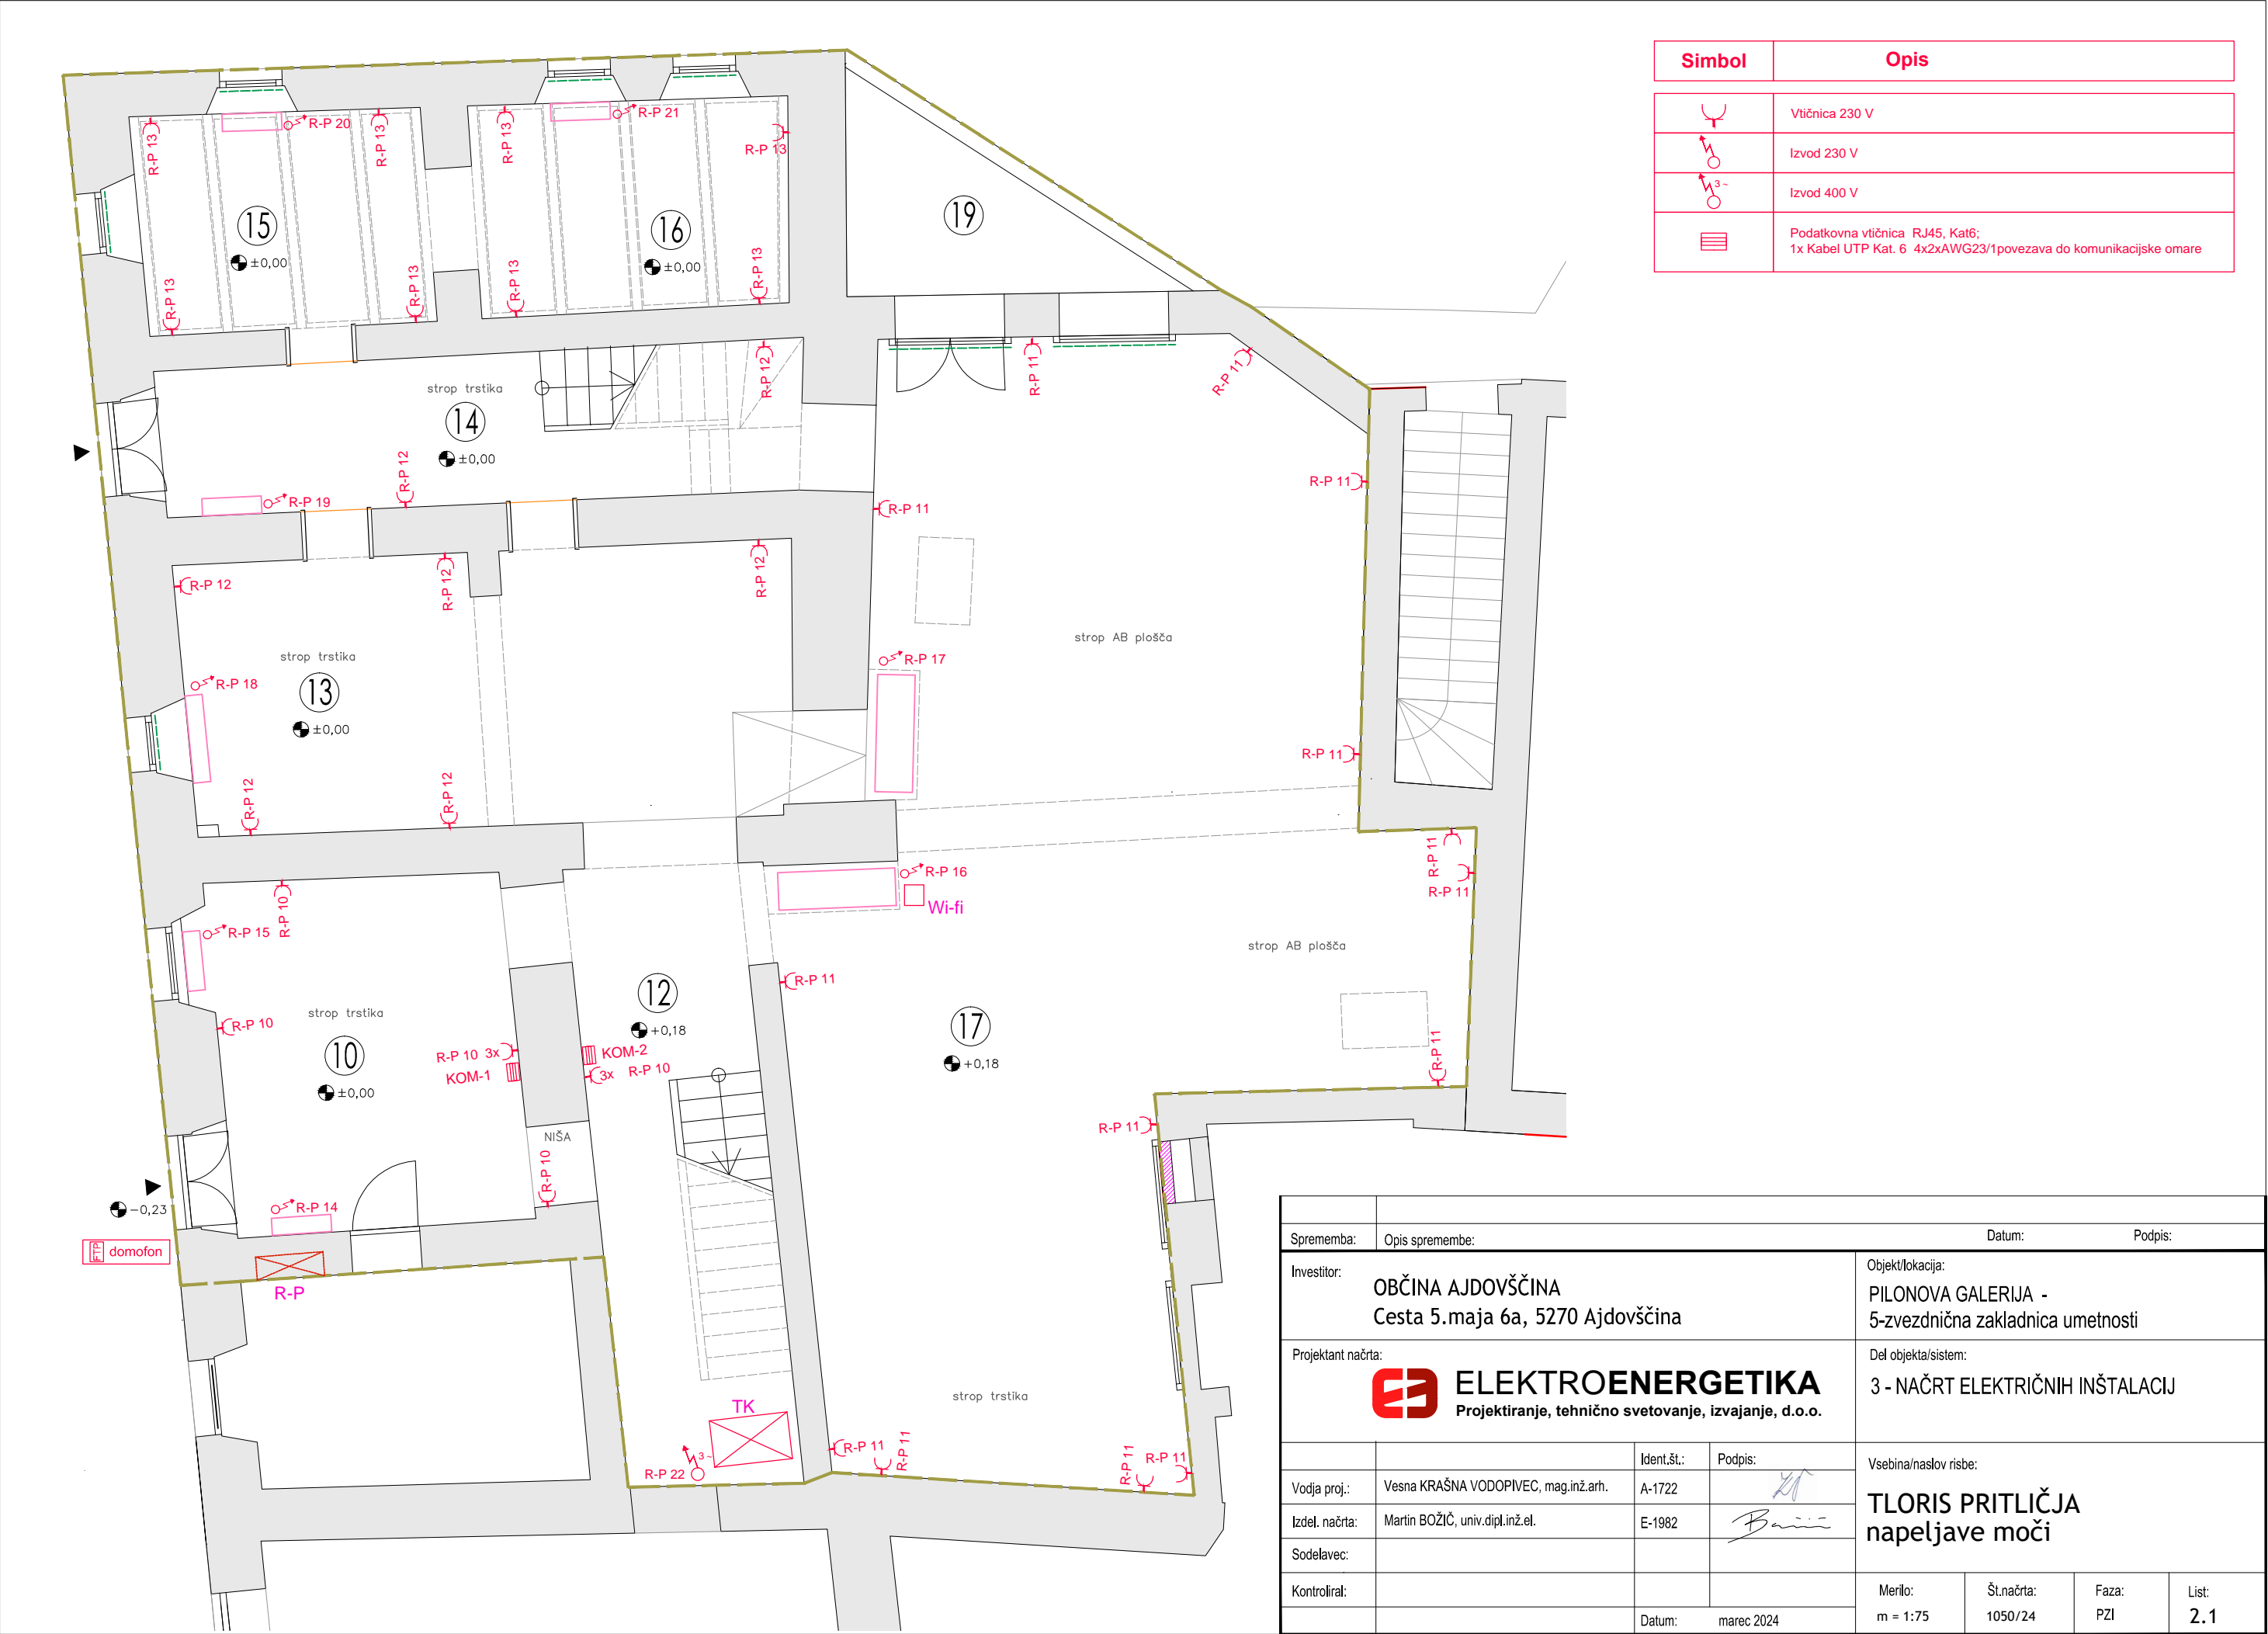 Simbol Opis
Vtičnica 230 V
Izvod 230 V
3~ Izvod 400 V
Podatkovna vtičnica RJ45, Kat6;
1x Kabel UTP Kat. 6 4x2xAWG23/1povezava do komunikacijske omare
R-P 13
R-P 20
R-P 13
R-P 13
R-P 21
R-P 13
15
±0,00
16
±0,00
19
R-P 13
R-P 13
R-P 13
R-P 13
strop trstika
14
±0,00
R-P 12
R-P 11
R-P 11
R-P 12
R-P 19
R-P 11
R-P 11
R-P 12
R-P 12
R-P 12
strop trstika
13
±0,00
R-P 18
strop AB plošča
R-P 17
R-P 11
R-P 12
R-P 12
R-P 16
Wi-fi
R-P 11
R-P 11
R-P 10
R-P 15
strop AB plošča
R-P 11
12
+0,18
17
+0,18
R-P 10
strop trstika
10
±0,00
R-P 10 3x
KOM-1
KOM-2
3x R-P 10
R-P 11
R-P 11
NIŠA
R-P 10
-0,23
R-P 14
FTP domofon
R-P
strop trstika
TK
3~
R-P 22
R-P 11
R-P 11
R-P 11
R-P 11
Sprememba: Opis spremembe: Datum: Podpis:
Investitor:
OBČINA AJDOVŠČINA
Cesta 5.maja 6a, 5270 Ajdovščina
Objekt/lokacija:
PILONOVA GALERIJA -
5-zvezdnična zakladnica umetnosti
Projektant načrta:
ELEKTROENERGETIKA
Projektiranje, tehnično svetovanje, izvajanje, d.o.o.
Del objekta/sistem:
3 - NAČRT ELEKTRIČNIH INŠTALACIJ
Ident.št.: Podpis:
Vodja proj.: Vesna KRAŠNA VODOPIVEC, mag.inž.arh. A-1722
Izdel. načrta: Martin BOŽIČ, univ.dipl.inž.el. E-1982
Sodelavec:
Kontroliral:
Datum: marec 2024
Vsebina/naslov risbe:
TLORIS PRITLIČJA
napeljave moči
Merilo: Št.načrta: Faza: List:
m = 1:75 1050/24 PZI 2.1